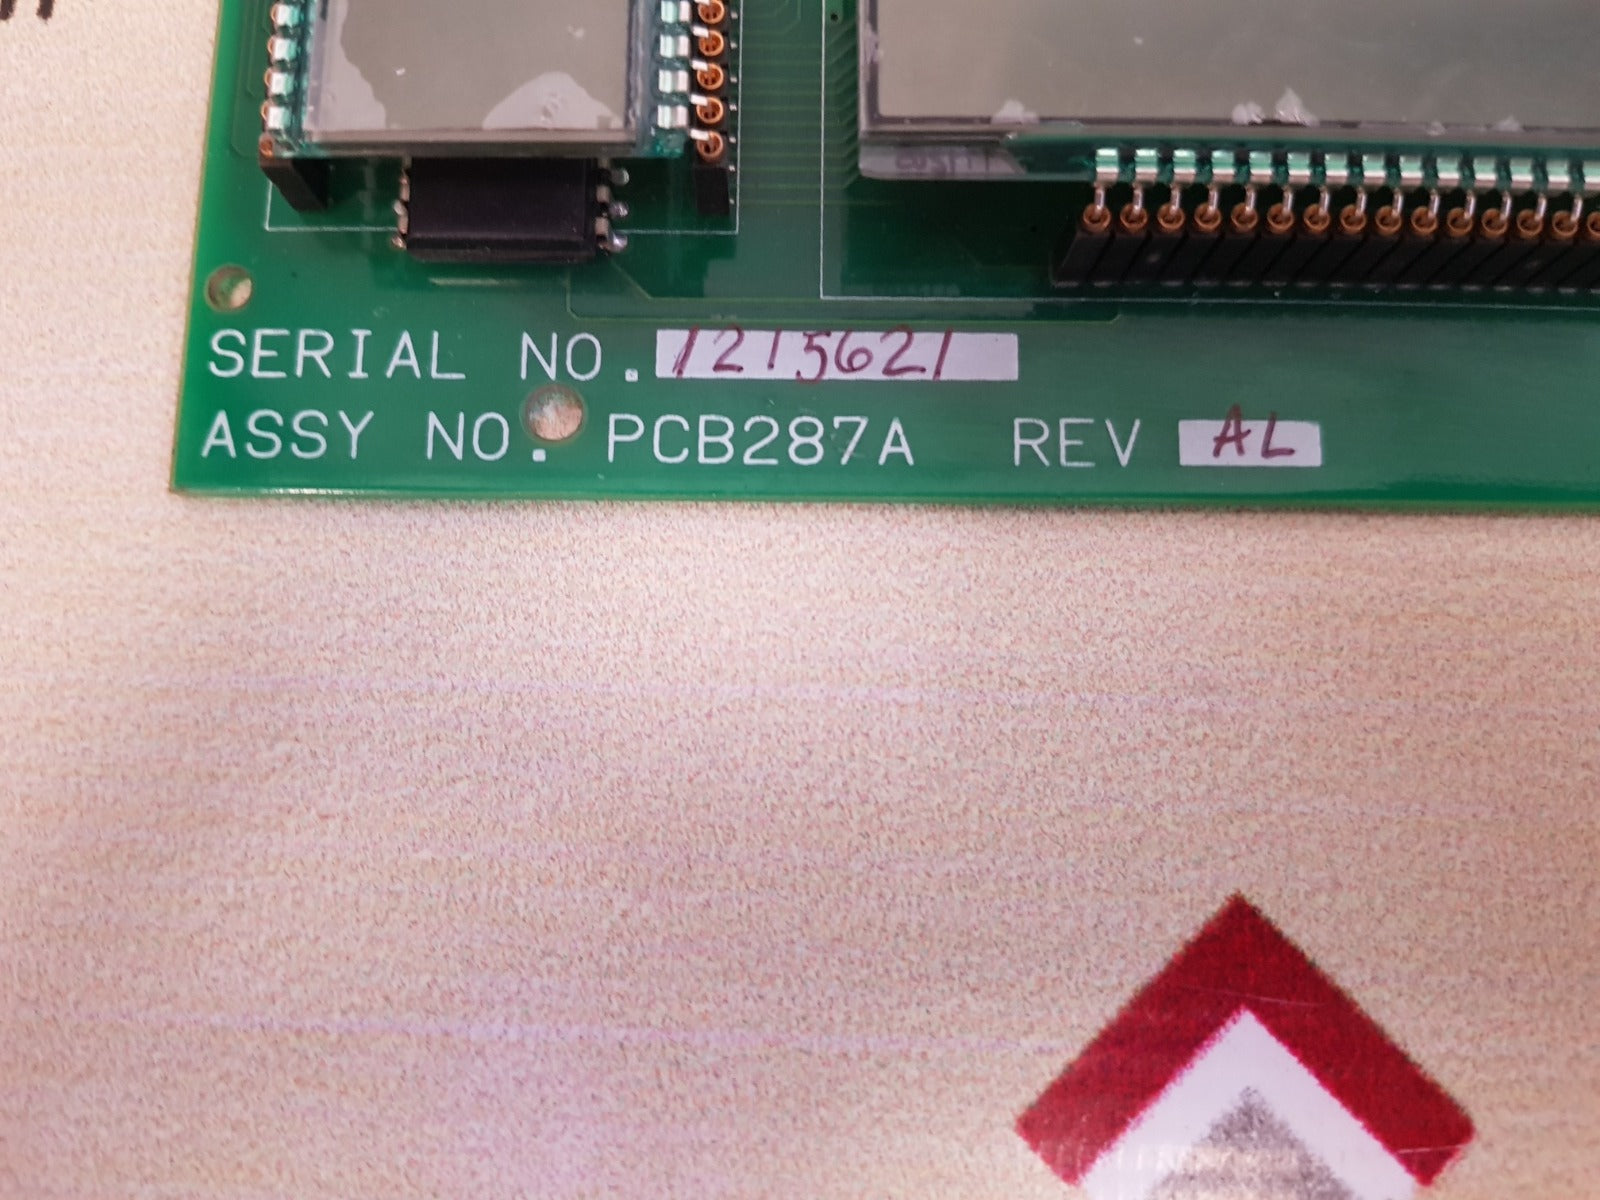 SERIAL NO. 1215621
ASSY NO. PCB287A REV AL